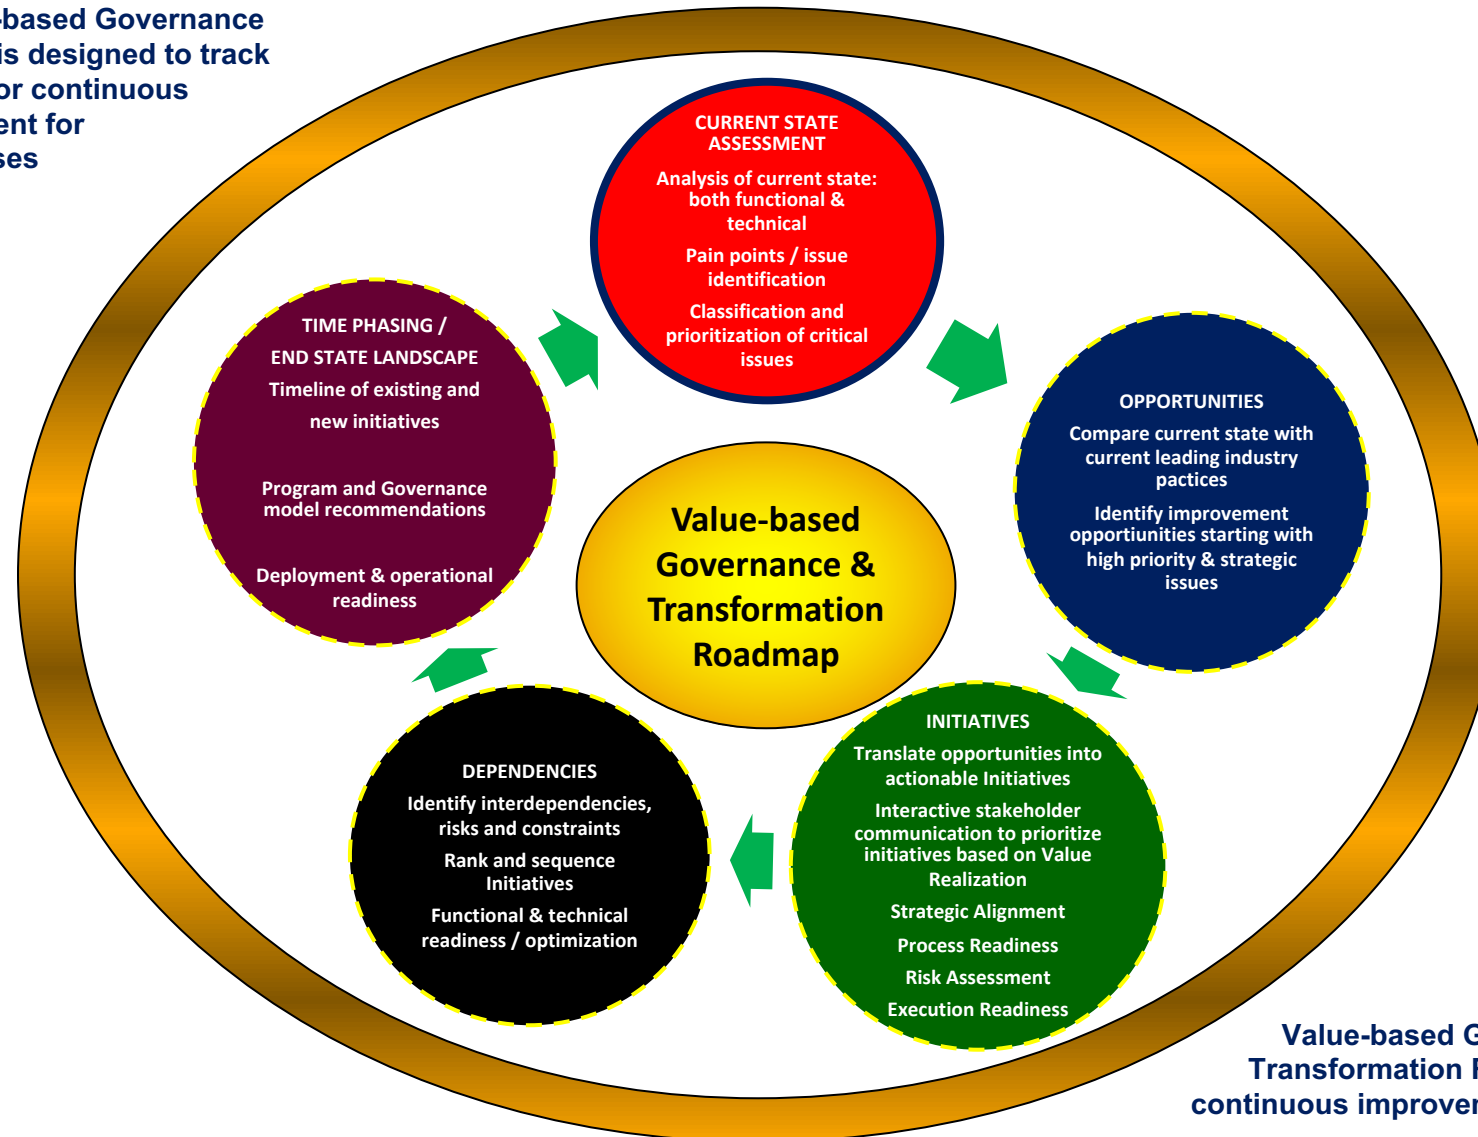 -based Governance
is designed to track
or continuous
ent for
ses
CURRENT STATE
ASSESSMENT
Analysis of current state:
both functional &
technical
Pain points / issue
identification
Classification and
prioritization of critical
issues
OPPORTUNITIES
Compare current state with
current leading industry
pactices
Identify improvement
opportiunities starting with
high priority & strategic
issues
INITIATIVES
Translate opportunities into
actionable Initiatives
Interactive stakeholder
communication to prioritize
initiatives based on Value
Realization
Strategic Alignment
Process Readiness
Risk Assessment
Execution Readiness
DEPENDENCIES
Identify interdependencies,
risks and constraints
Rank and sequence
Initiatives
Functional & technical
readiness / optimization
TIME PHASING /
END STATE LANDSCAPE
Timeline of existing and
new initiatives
Program and Governance
model recommendations
Deployment & operational
readiness
Value-based
Governance &
Transformation
Roadmap
Value-based G
Transformation
continuous improve